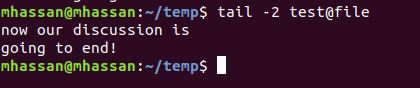 mhassan@mhassan:~/temp$ tail -2 test@file
now our discussion is
going to end!
mhassan@mhassan:~/temp$